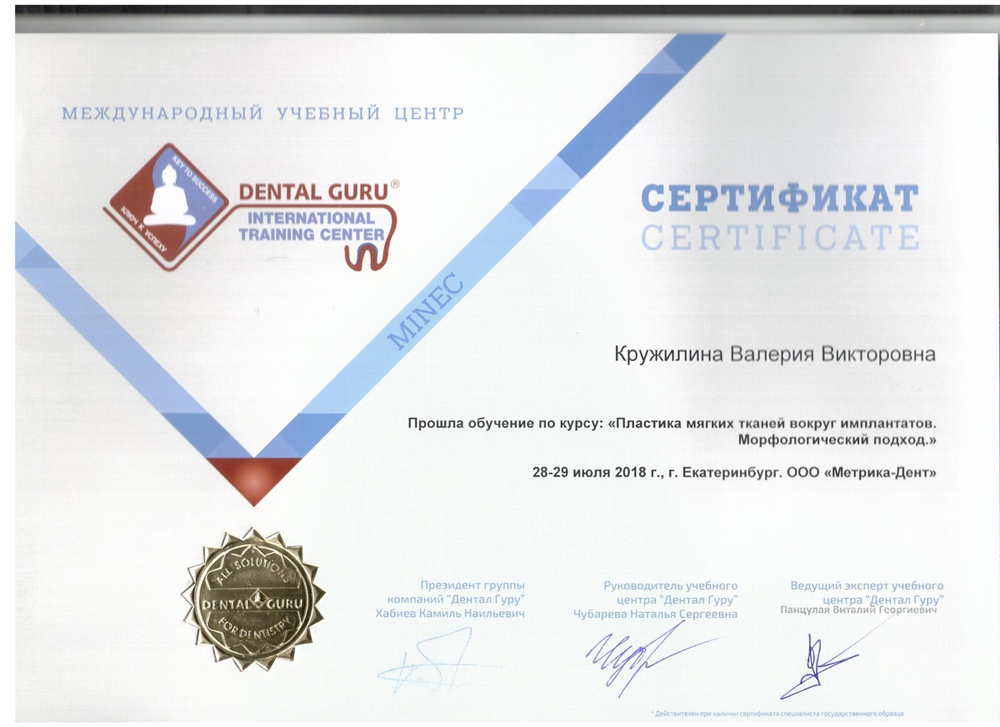 МЕЖДУНАРОДНЫЙ УЧЕБНЫЙ ЦЕНТР
KEY TO SUCCESS
КЛЮЧ К УСПЕХУ
DENTAL GURU®
INTERNATIONAL
TRAINING CENTER
СЕРТИФИКАТ
CERTIFICATE
MINEC
Кружилина Валерия Викторовна
Прошла обучение по курсу: «Пластика мягких тканей вокруг имплантатов.
Морфологический подход.»
28-29 июля 2018 г., г. Екатеринбург. ООО «Метрика-Дент»
ALL SOLUTIONS
DENTAL GURU
FOR DENTISTRY
Президент группы
компаний "Дентал Гуру"
Хабиев Камиль Наильевич
Руководитель учебного
центра "Дентал Гуру"
Чубарева Наталья Сергеевна
Ведущий эксперт учебного
центра "Дентал Гуру"
Панцулая Виталий Георгиевич
* Действителен при наличии сертификата специалиста государственного образца